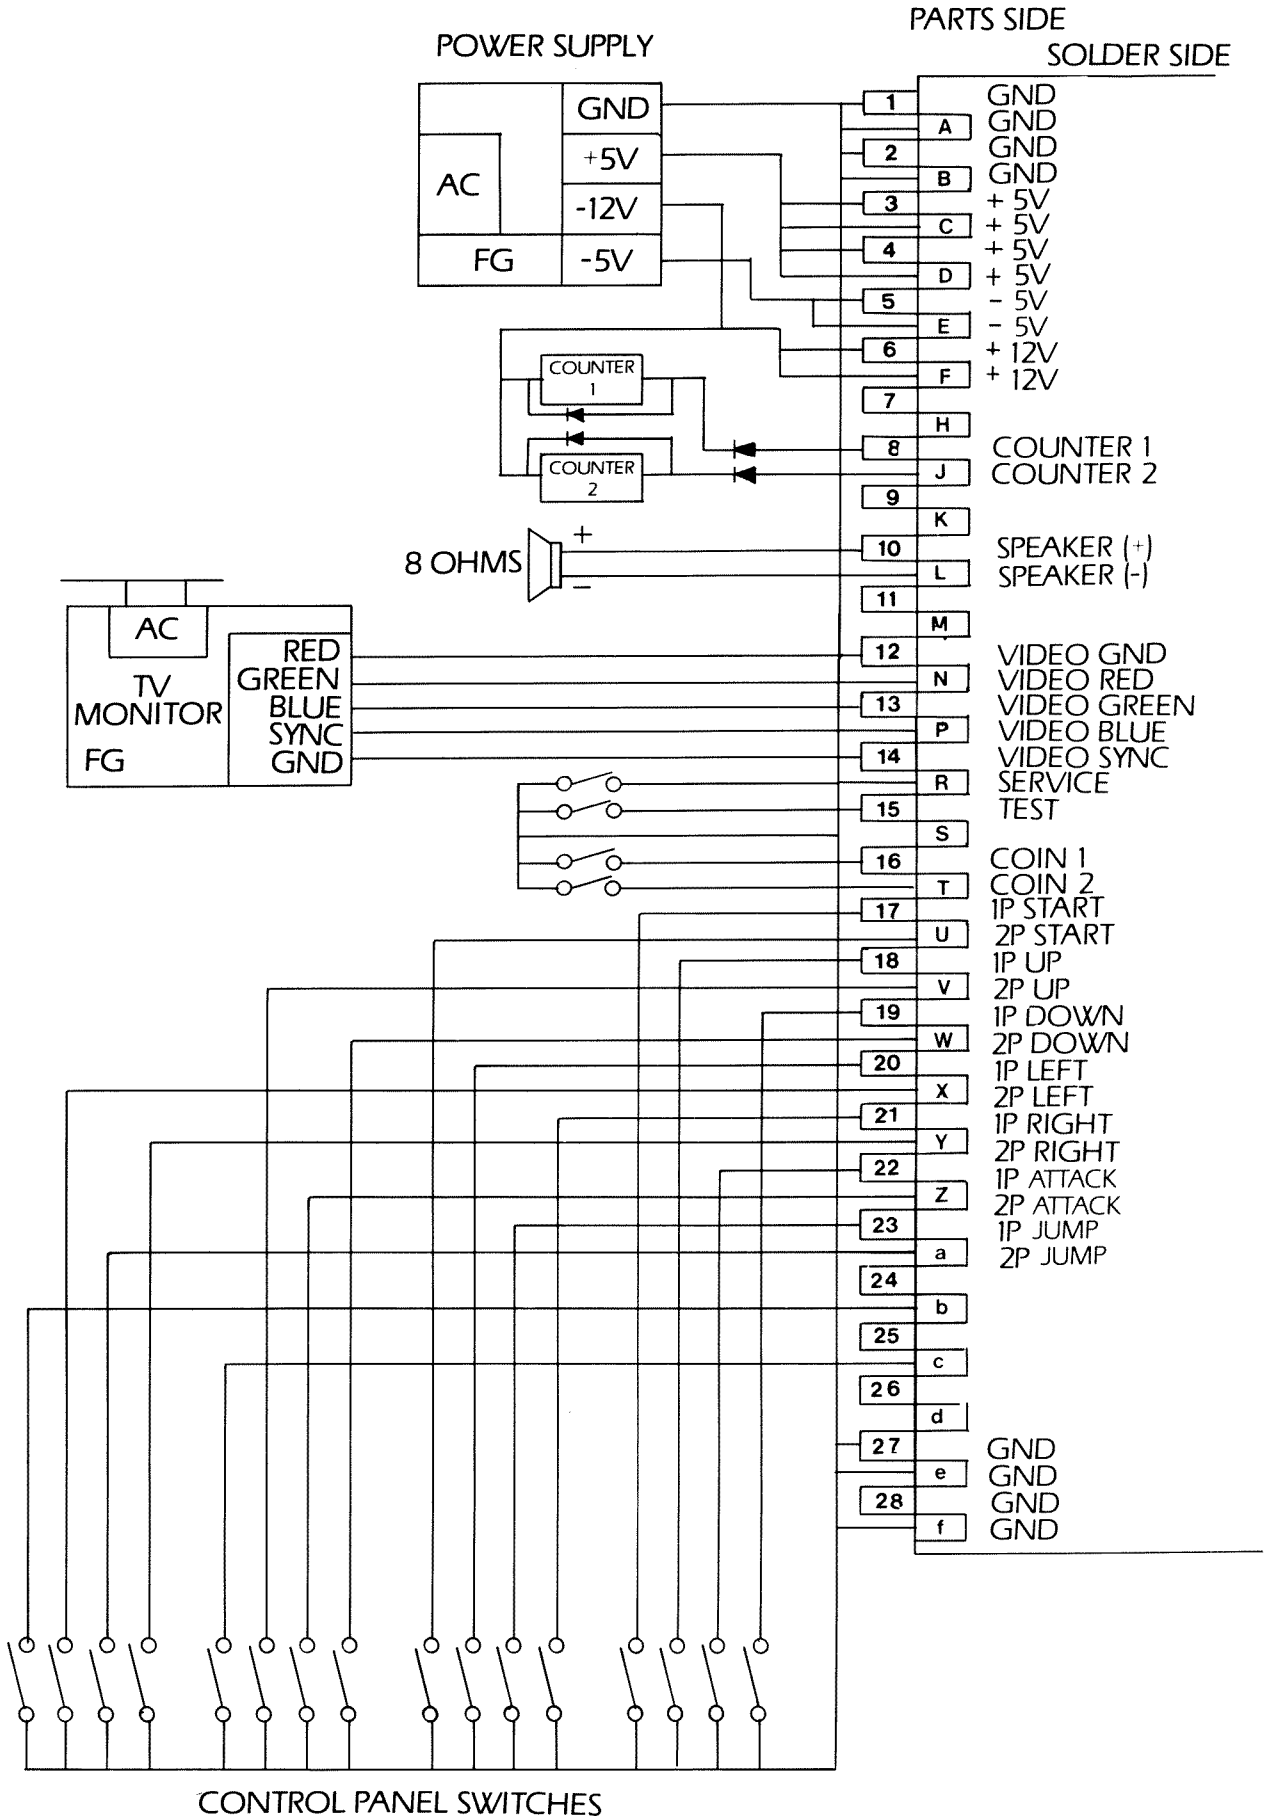 PARTS SIDE
SOLDER SIDE
POWER SUPPLY
GND
+5V
-12V
-5V
AC
FG
1 GND
A GND
2 GND
B GND
3 + 5V
C + 5V
4 + 5V
D + 5V
5 - 5V
E - 5V
6 + 12V
F + 12V
7
H
8 COUNTER 1
J COUNTER 2
9
K
10 SPEAKER (+)
L SPEAKER (-)
11
M
12 VIDEO GND
N VIDEO RED
13 VIDEO GREEN
P VIDEO BLUE
14 VIDEO SYNC
R SERVICE
15 TEST
S
16 COIN 1
T COIN 2
17 1P START
U 2P START
18 1P UP
V 2P UP
19 1P DOWN
W 2P DOWN
20 1P LEFT
X 2P LEFT
21 1P RIGHT
Y 2P RIGHT
22 1P ATTACK
Z 2P ATTACK
23 1P JUMP
a 2P JUMP
24
b
25
c
26
d
27 GND
e GND
28 GND
f GND
COUNTER
1
COUNTER
2
8 OHMS
+
−
AC
TV
MONITOR
FG
RED
GREEN
BLUE
SYNC
GND
CONTROL PANEL SWITCHES